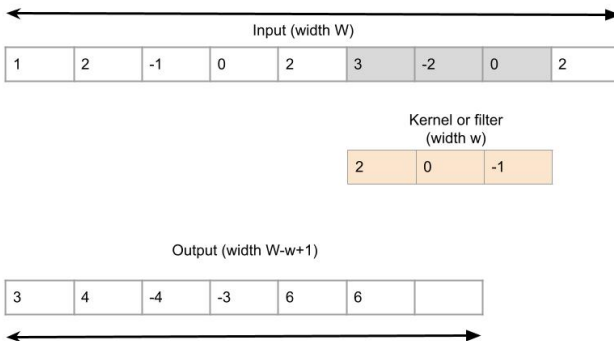 Input (width W)
1 2 -1 0 2 3 -2 0 2
Kernel or filter
(width w)
2 0 -1
Output (width W-w+1)
3 4 -4 -3 6 6